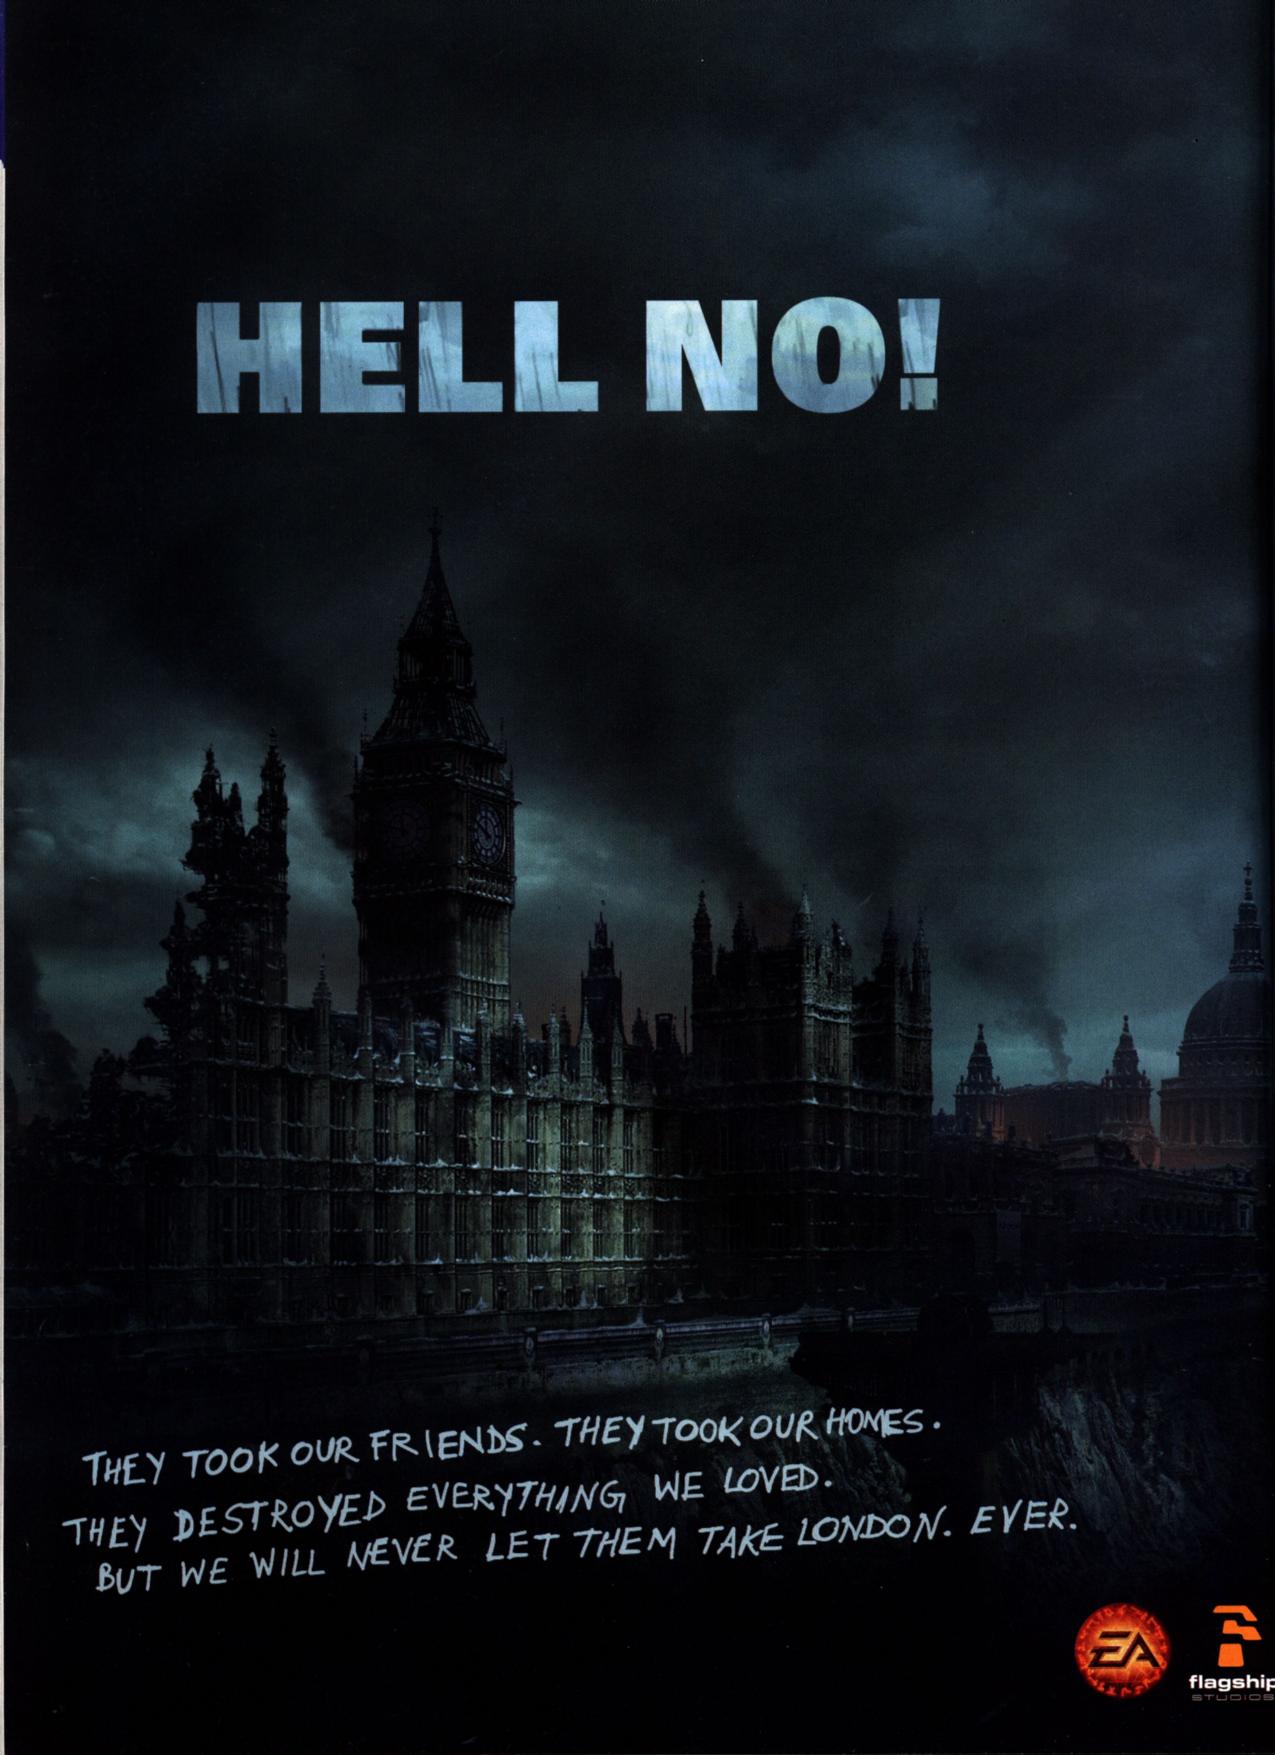 HELL NO!
THEY TOOK OUR FRIENDS. THEY TOOK OUR HOMES.
THEY DESTROYED EVERYTHING WE LOVED.
BUT WE WILL NEVER LET THEM TAKE LONDON. EVER.
EA
flagship
STUDIOS